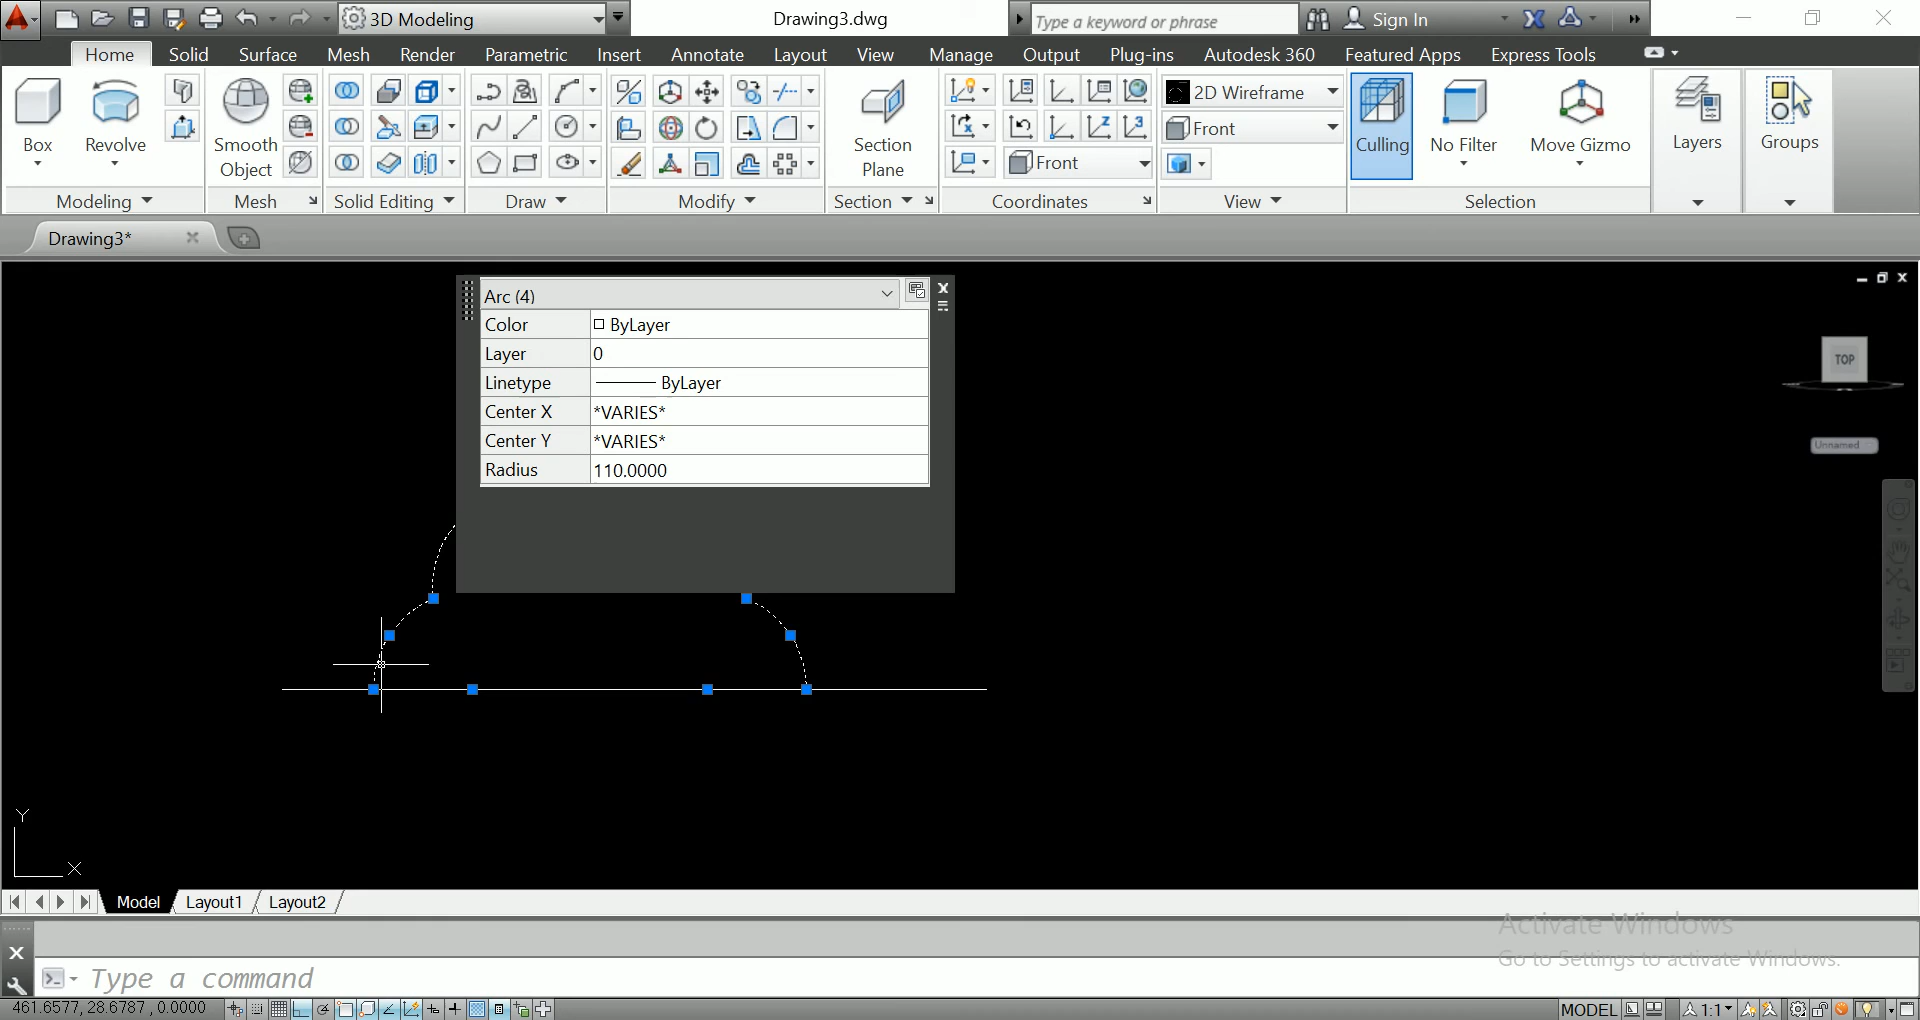 3D Modeling
Drawing3.dwg
Type a keyword or phrase
Sign In
Home Solid Surface Mesh Render Parametric Insert Annotate Layout View Manage Output Plug-ins Autodesk 360 Featured Apps Express Tools
Box
Revolve
Smooth
Object
Section
Plane
2D Wireframe
Front
Front
Culling
No Filter
Move Gizmo
Layers
Groups
Modeling Mesh Solid Editing Draw Modify Section Coordinates View Selection
Drawing3*
Arc (4)
Color ByLayer
Layer 0
Linetype ByLayer
Center X *VARIES*
Center Y *VARIES*
Radius 110.0000
TOP
Unnamed
Y
X
Model Layout1 Layout2
Activate Windows
Go to Settings to activate Windows.
Type a command
461.6577, 28.6787 , 0.0000
MODEL
1:1